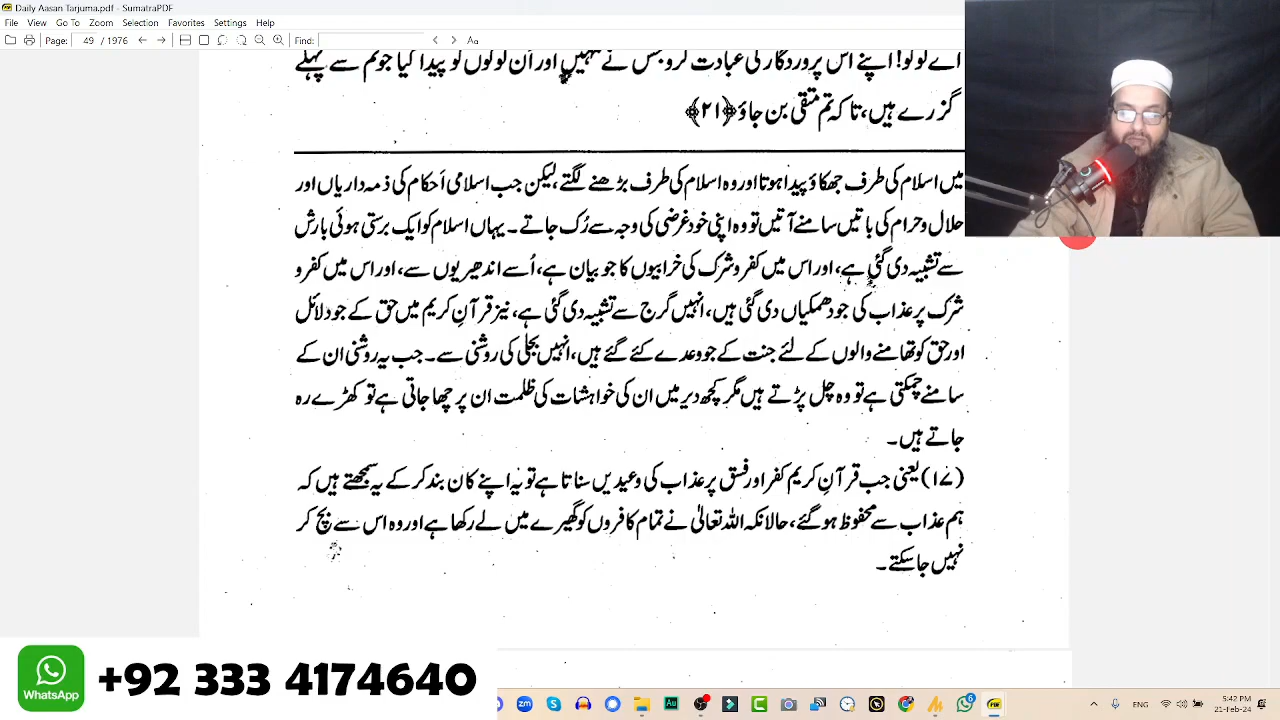 Daily Aasan Tarjuma.pdf - SumatraPDF
File View Go To Zoom Favorites Settings Help
Page: 49 / 1976 Find: Aa
اے لوگو! اپنے اس پروردگار کی عبادت کرو جس نے تمہیں اور اُن لوگوں کو پیدا کیا جو تم سے پہلے
گزرے ہیں، تاکہ تم متقی بن جاؤ ﴿۲۱﴾
میں اسلام کی طرف جھکاؤ پیدا ہوتا اور وہ اسلام کی طرف بڑھنے لگتے، لیکن جب اسلامی اَحکام کی ذمہ داریاں اور
حلال و حرام کی باتیں سامنے آتیں تو وہ اپنی خود غرضی کی وجہ سے رُک جاتے۔ یہاں اسلام کو ایک برستی ہوئی بارش
سے تشبیہ دی گئی ہے، اور اس میں کفر و شرک کی خرابیوں کا جو بیان ہے، اُسے اندھیریوں سے، اور اس میں کفر و
شرک پر عذاب کی جو دھمکیاں دی گئی ہیں، انہیں گرج سے تشبیہ دی گئی ہے، نیز قرآنِ کریم میں حق کے جو دلائل
اور حق کو تھامنے والوں کے لئے جنت کے جو وعدے کئے گئے ہیں، انہیں بجلی کی روشنی سے۔ جب یہ روشنی ان کے
سامنے چمکتی ہے تو وہ چل پڑتے ہیں مگر کچھ دیر میں ان کی خواہشات کی ظلمت ان پر چھا جاتی ہے تو کھڑے رہ
جاتے ہیں۔
(۱۷) یعنی جب قرآنِ کریم کفر اور فسق پر عذاب کی وعیدیں سناتا ہے تو یہ اپنے کان بند کر کے یہ سمجھتے ہیں کہ
ہم عذاب سے محفوظ ہو گئے، حالانکہ اللہ تعالیٰ نے تمام کافروں کو گھیرے میں لے رکھا ہے اور وہ اس سے بچ کر
نہیں جا سکتے۔
WhatsApp
+92 333 4174640
5:42 PM
21-Feb-24